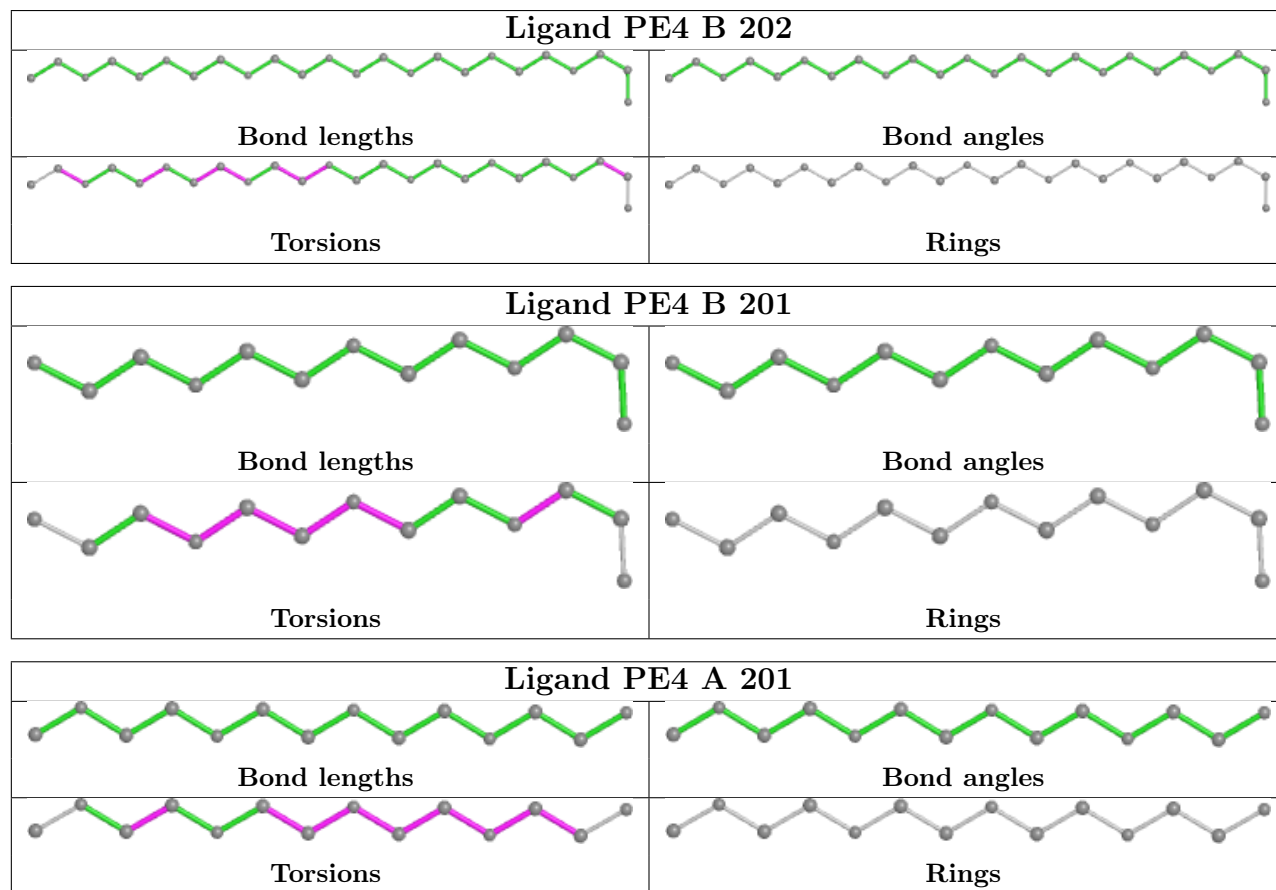 Ligand PE4 B 202
Bond lengths Bond angles
Torsions Rings
Ligand PE4 B 201
Bond lengths Bond angles
Torsions Rings
Ligand PE4 A 201
Bond lengths Bond angles
Torsions Rings